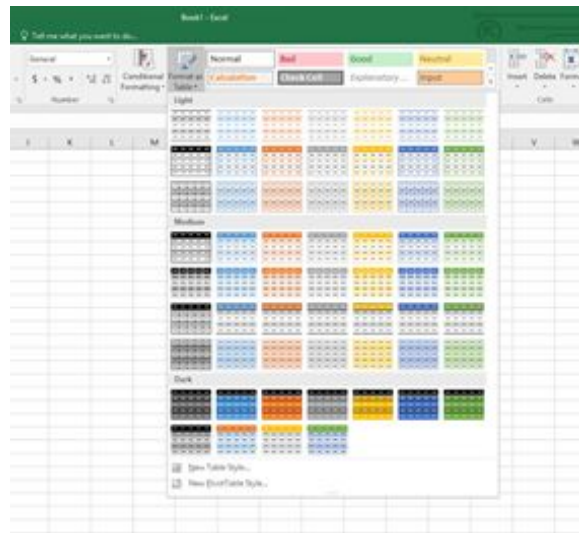 Book1 - Excel
Tell me what you want to do...
General
Normal Bad Good Neutral
$ %
Conditional Formatting
Format as Table
Calculation Check Cell Explanatory ... Input
Insert Delete Form
Number
Cells
Light
J K L M V W
Medium
Dark
New Table Style...
New PivotTable Style...